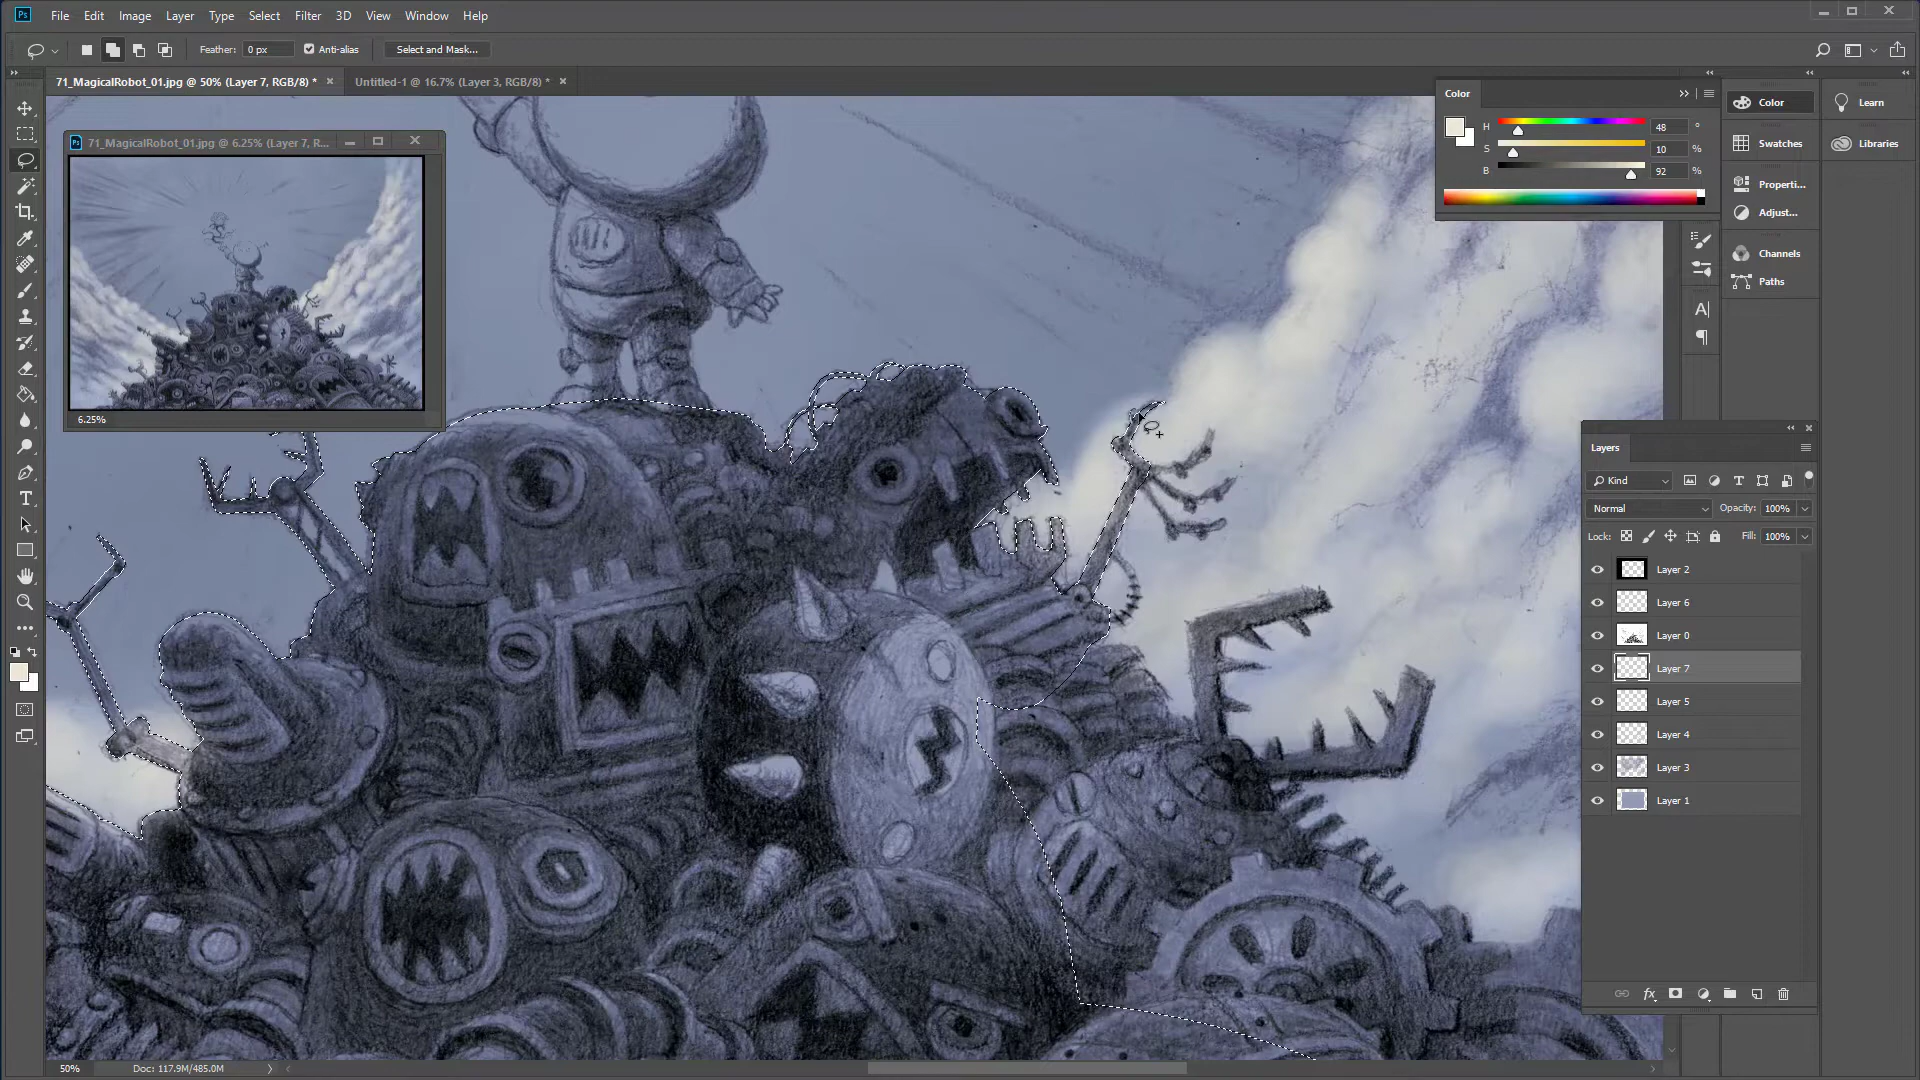 Ps File Edit Image Layer Type Select Filter 3D View Window Help
Feather: 0 px Anti-alias Select and Mask...
71_MagicalRobot_01.jpg @ 50% (Layer 7, RGB/8) * × Untitled-1 @ 16.7% (Layer 3, RGB/8) * ×
Color
H 48 °
S 10 %
B 92 %
Color
Swatches
Properti...
Adjust...
Channels
Paths
Learn
Libraries
71_MagicalRobot_01.jpg @ 6.25% (Layer 7, R...
6.25%
Layers
Kind
Normal Opacity: 100%
Lock: Fill: 100%
Layer 2
Layer 6
Layer 0
Layer 7
Layer 5
Layer 4
Layer 3
Layer 1
fx
50% Doc: 117.9M/485.0M